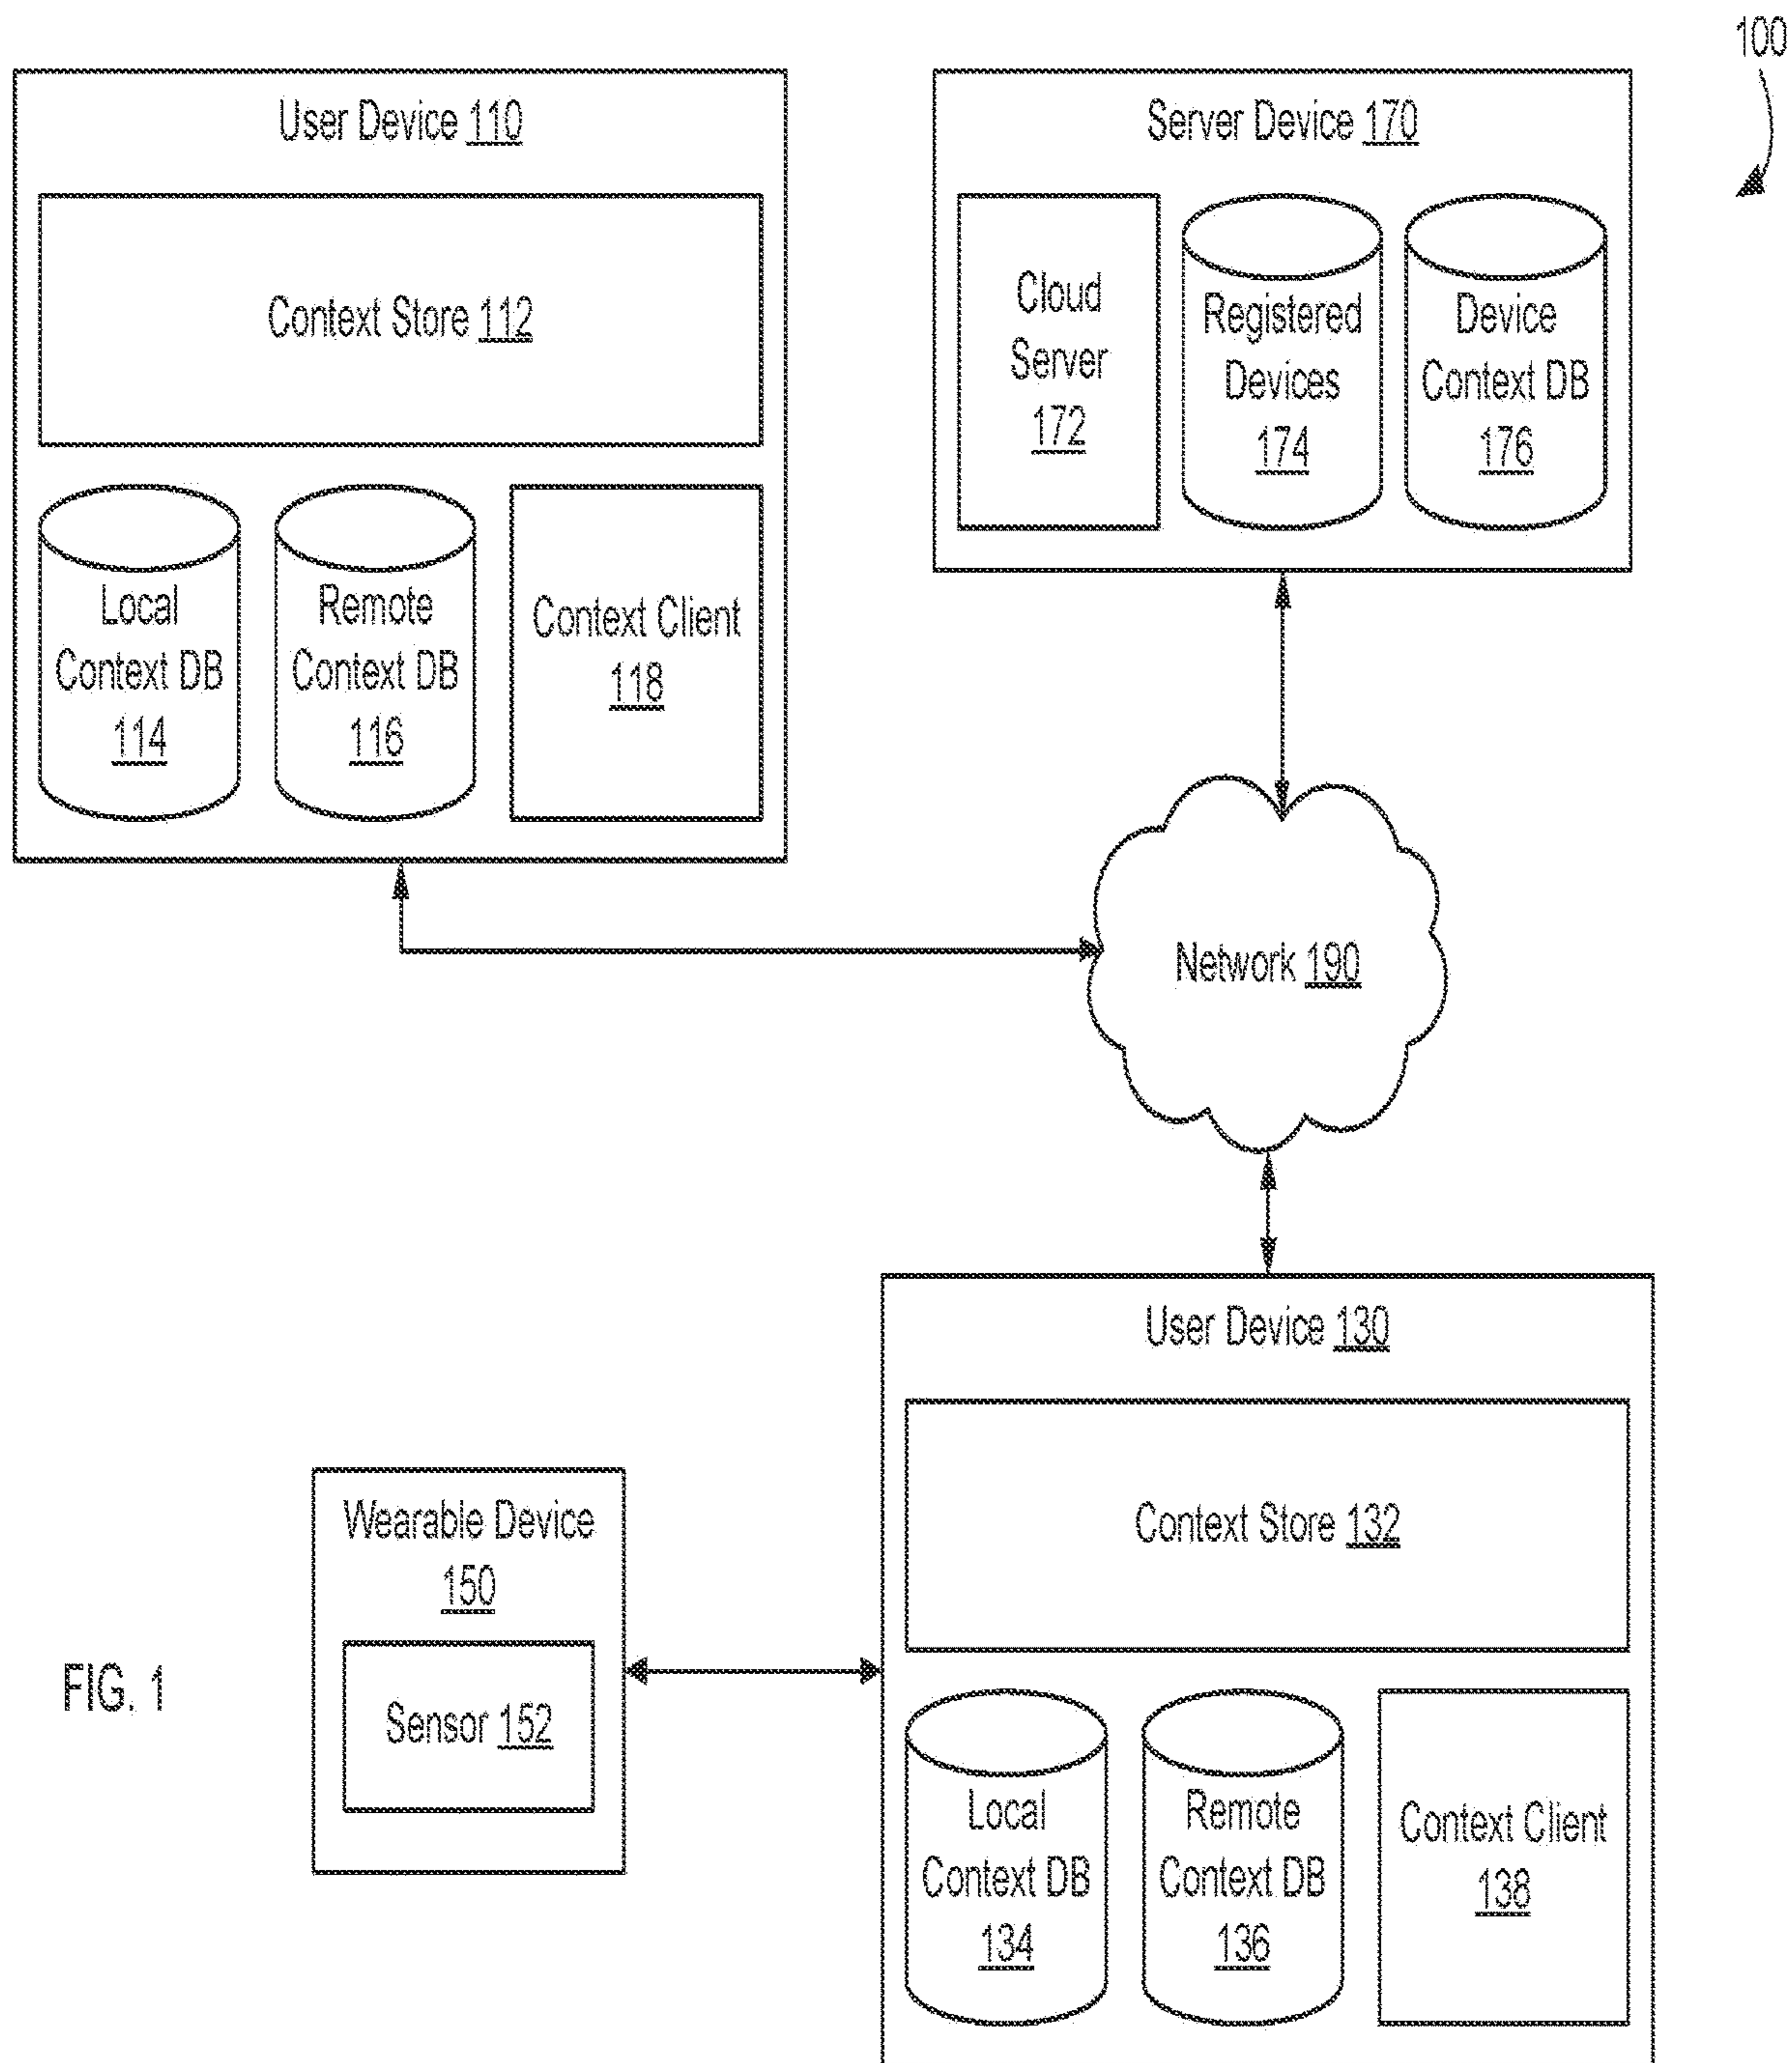 100
User Device 110
Context Store 112
Local
Context DB
114
Remote
Context DB
116
Context Client
118
Server Device 170
Cloud
Server
172
Registered
Devices
174
Device
Context DB
176
Network 190
User Device 130
Context Store 132
Local
Context DB
134
Remote
Context DB
136
Context Client
138
Wearable Device
150
Sensor 152
FIG. 1